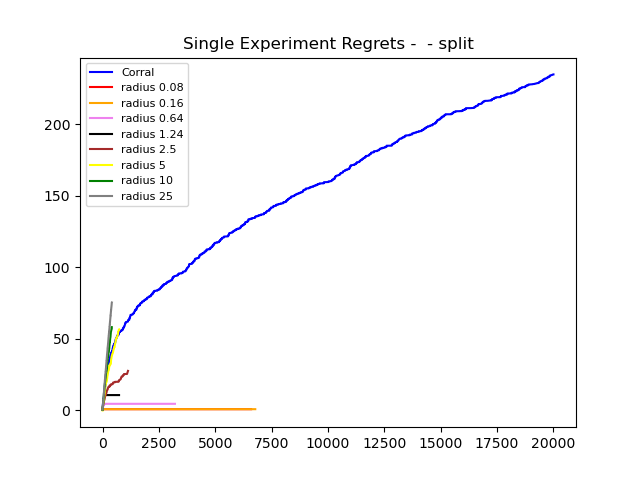 Single Experiment Regrets -  - split
Corral
radius 0.08
radius 0.16
radius 0.64
radius 1.24
radius 2.5
radius 5
radius 10
radius 25
200
150
100
50
0
0 2500 5000 7500 10000 12500 15000 17500 20000